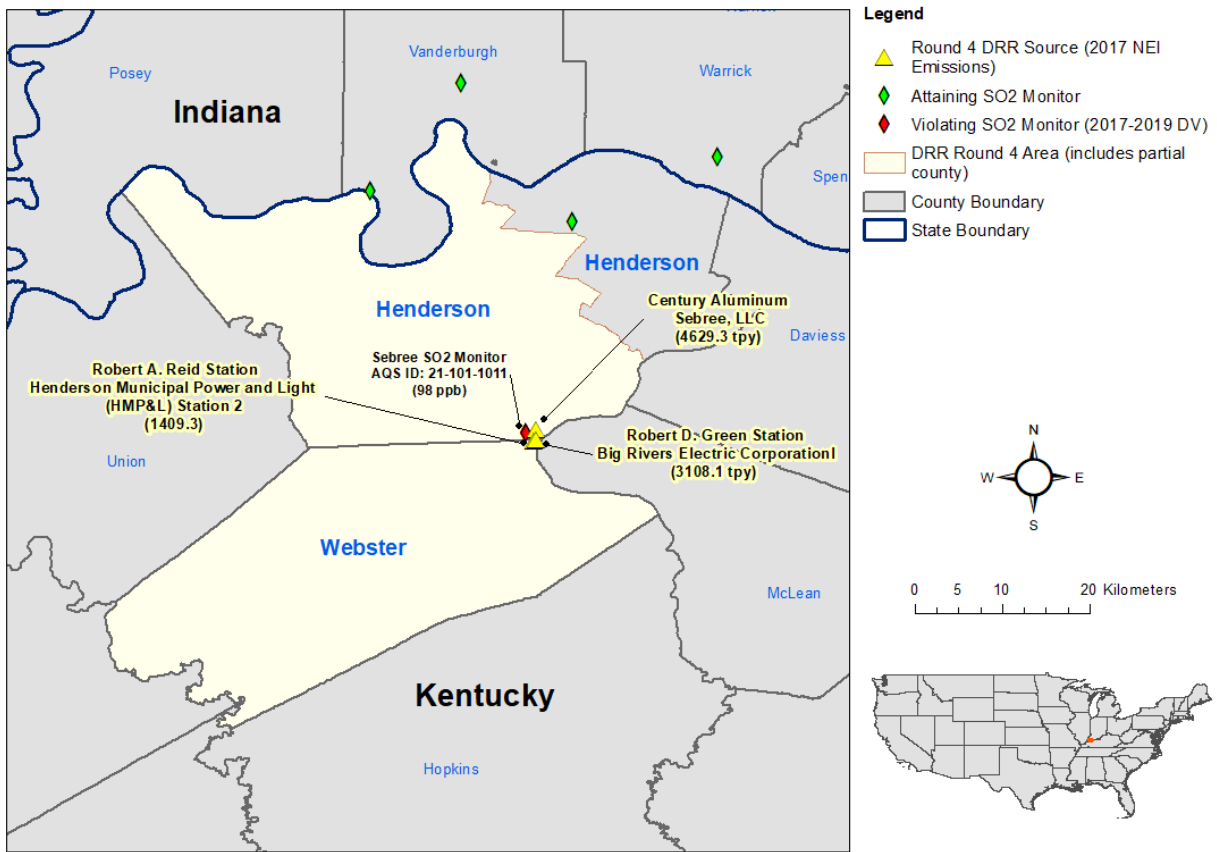 Vanderburgh
Posey
Warrick
Indiana
Spen
Henderson
Henderson
Century Aluminum
Sebree, LLC
(4629.3 tpy)
Daviess
Robert A. Reid Station
Henderson Municipal Power and Light
(HMP&L) Station 2
(1409.3)
Sebree SO2 Monitor
AQS ID: 21-101-1011
(98 ppb)
Robert D. Green Station
Big Rivers Electric CorporationI
(3108.1 tpy)
Union
Webster
McLean
Kentucky
Hopkins
Legend
Round 4 DRR Source (2017 NEI
Emissions)
Attaining SO2 Monitor
Violating SO2 Monitor (2017-2019 DV)
DRR Round 4 Area (includes partial
county)
County Boundary
State Boundary
N
W
E
S
0 5 10 20 Kilometers